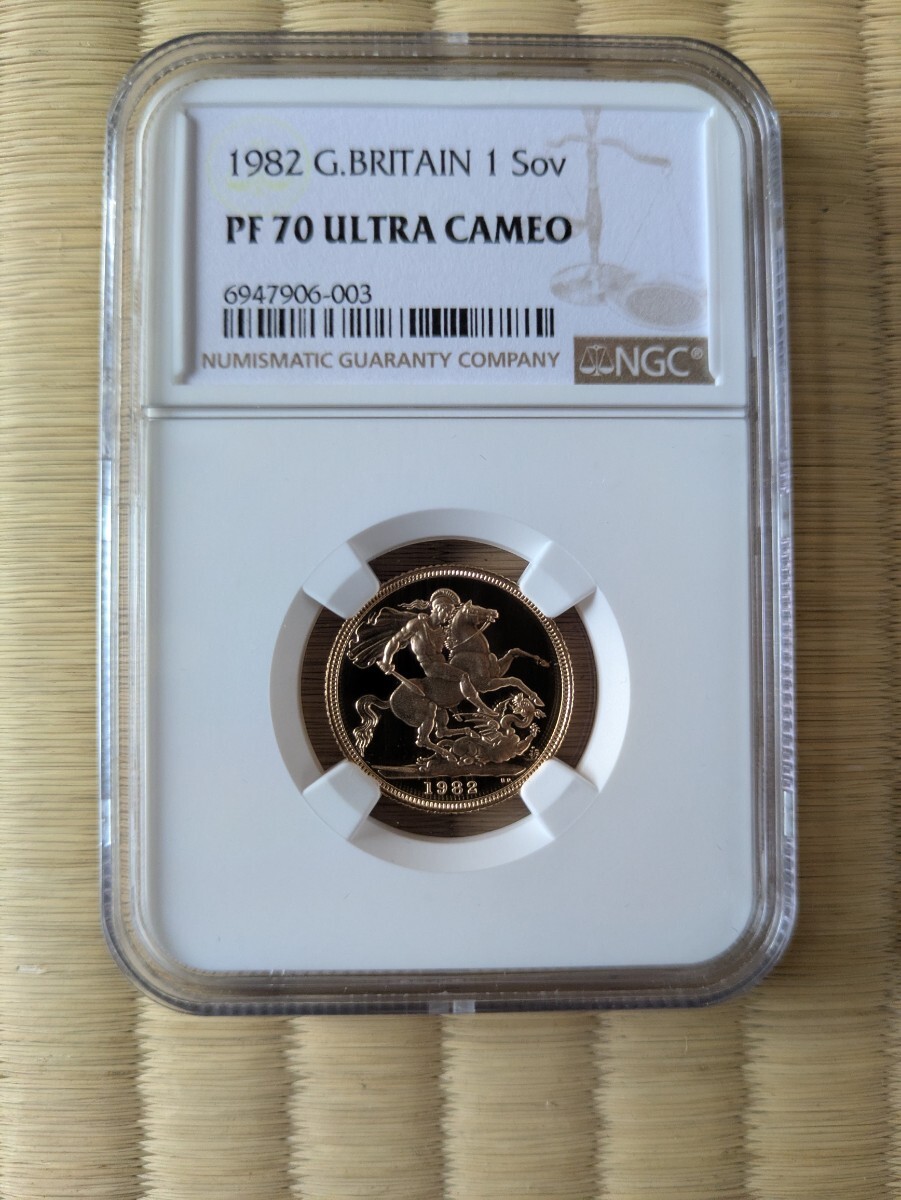 1982 G.BRITAIN 1 Sov
PF 70 ULTRA CAMEO
6947906-003
NUMISMATIC GUARANTY COMPANY
NGC®
1982